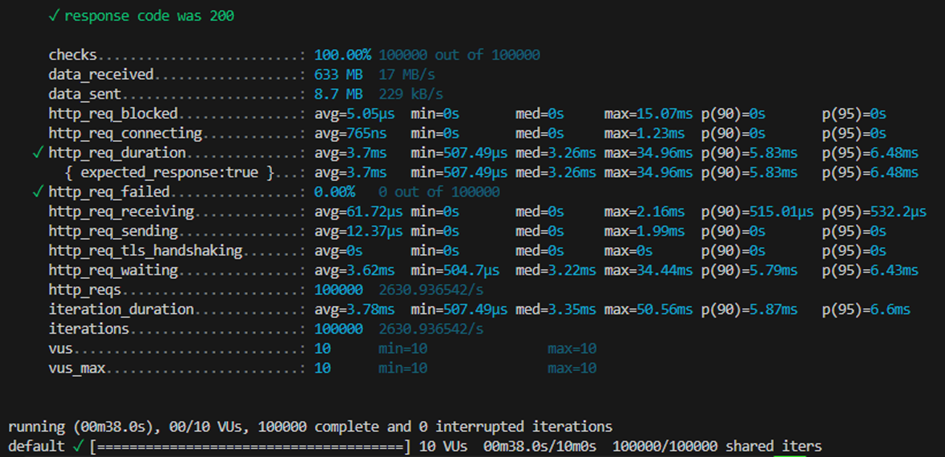 ✓ response code was 200
checks.........................: 100.00% 100000 out of 100000
data_received..................: 633 MB 17 MB/s
data_sent......................: 8.7 MB 229 kB/s
http_req_blocked...............: avg=5.05µs min=0s med=0s max=15.07ms p(90)=0s p(95)=0s
http_req_connecting............: avg=765ns min=0s med=0s max=1.23ms p(90)=0s p(95)=0s
✓ http_req_duration..............: avg=3.7ms min=507.49µs med=3.26ms max=34.96ms p(90)=5.83ms p(95)=6.48ms
{ expected_response:true }...: avg=3.7ms min=507.49µs med=3.26ms max=34.96ms p(90)=5.83ms p(95)=6.48ms
✓ http_req_failed................: 0.00% 0 out of 100000
http_req_receiving.............: avg=61.72µs min=0s med=0s max=2.16ms p(90)=515.01µs p(95)=532.2µs
http_req_sending...............: avg=12.37µs min=0s med=0s max=1.99ms p(90)=0s p(95)=0s
http_req_tls_handshaking.......: avg=0s min=0s med=0s max=0s p(90)=0s p(95)=0s
http_req_waiting...............: avg=3.62ms min=504.7µs med=3.22ms max=34.44ms p(90)=5.79ms p(95)=6.43ms
http_reqs......................: 100000 2630.936542/s
iteration_duration.............: avg=3.78ms min=507.49µs med=3.35ms max=50.56ms p(90)=5.87ms p(95)=6.6ms
iterations.....................: 100000 2630.936542/s
vus............................: 10 min=10 max=10
vus_max........................: 10 min=10 max=10
running (00m38.0s), 00/10 VUs, 100000 complete and 0 interrupted iterations
default ✓ [======================================] 10 VUs 00m38.0s/10m0s 100000/100000 shared iters